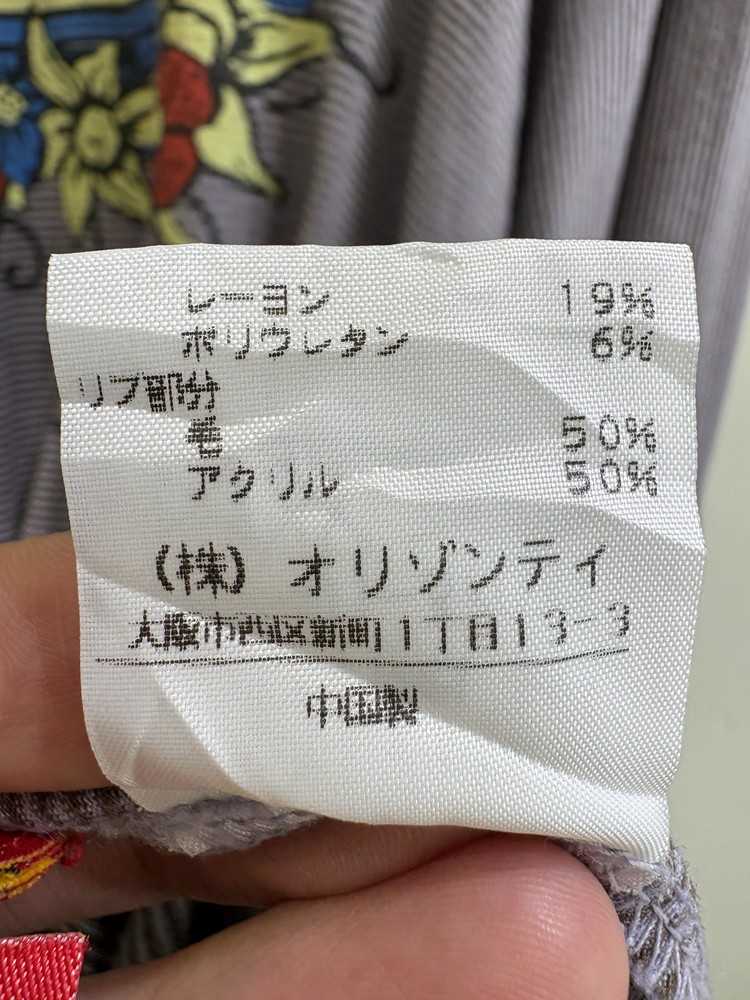 レーヨン 19%
ポリウレタン 6%
リブ部分
毛 50%
アクリル 50%
(株) オリゾンティ
大阪市西区新町1丁目13-3
中国製